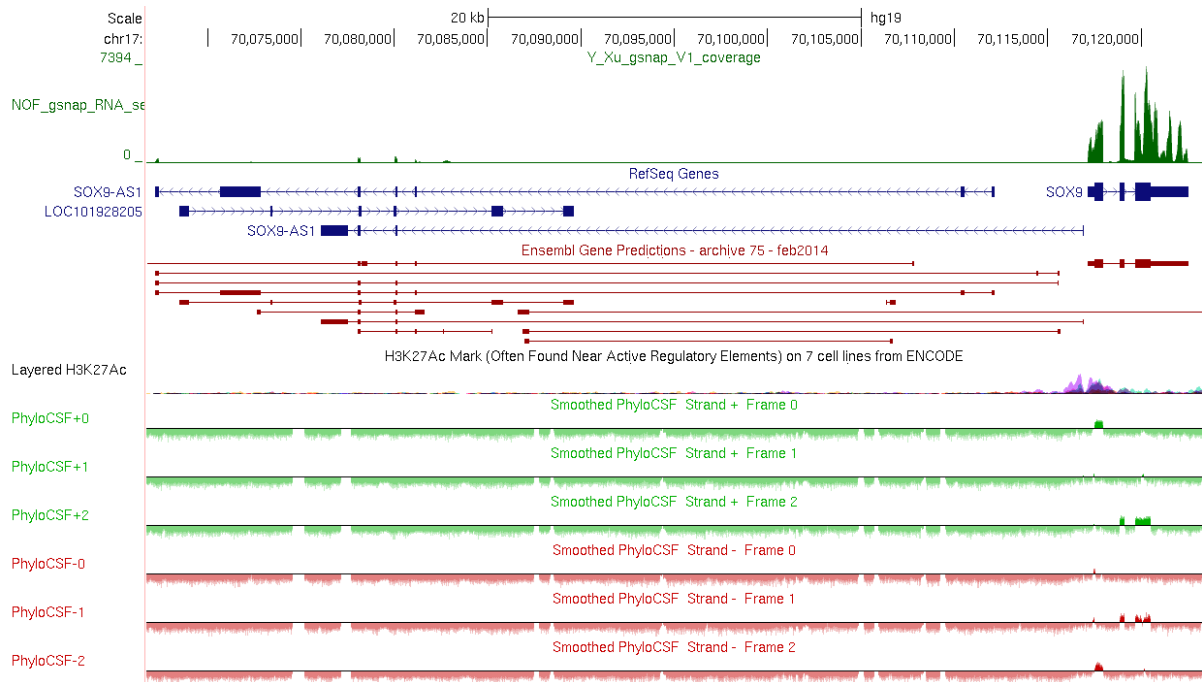 Scale 20 kb hg19
chr17: 70,075,000 70,080,000 70,085,000 70,090,000 70,095,000 70,100,000 70,105,000 70,110,000 70,115,000 70,120,000
7394 _ Y_Xu_gsnap_V1_coverage
NOF_gsnap_RNA_se
0 _
RefSeq Genes
SOX9-AS1 SOX9
LOC101928205
SOX9-AS1
Ensembl Gene Predictions - archive 75 - feb2014
H3K27Ac Mark (Often Found Near Active Regulatory Elements) on 7 cell lines from ENCODE
Layered H3K27Ac
Smoothed PhyloCSF Strand + Frame 0
PhyloCSF+0
Smoothed PhyloCSF Strand + Frame 1
PhyloCSF+1
Smoothed PhyloCSF Strand + Frame 2
PhyloCSF+2
Smoothed PhyloCSF Strand - Frame 0
PhyloCSF-0
Smoothed PhyloCSF Strand - Frame 1
PhyloCSF-1
Smoothed PhyloCSF Strand - Frame 2
PhyloCSF-2